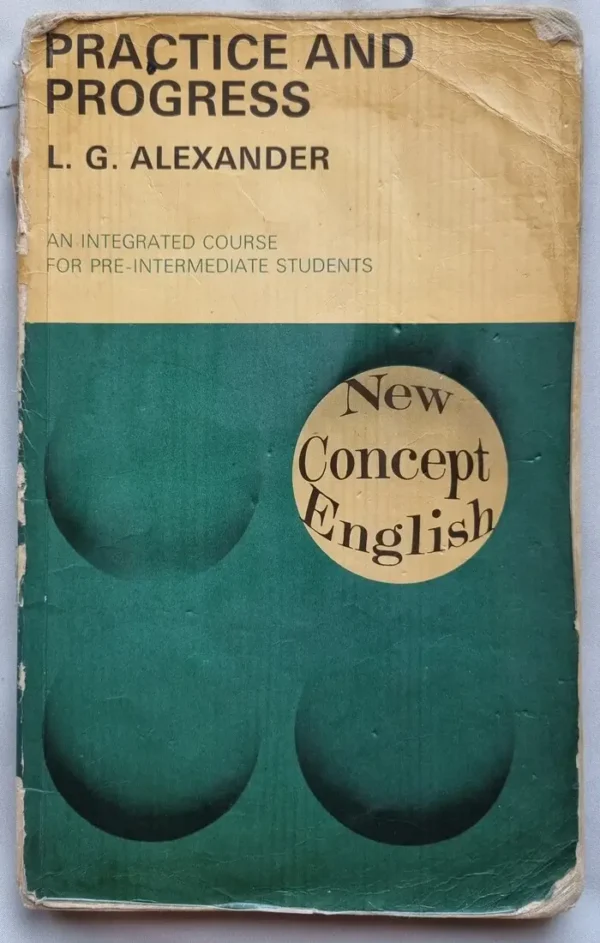 PRACTICE AND
PROGRESS
L. G. ALEXANDER
AN INTEGRATED COURSE
FOR PRE-INTERMEDIATE STUDENTS
New
Concept
English